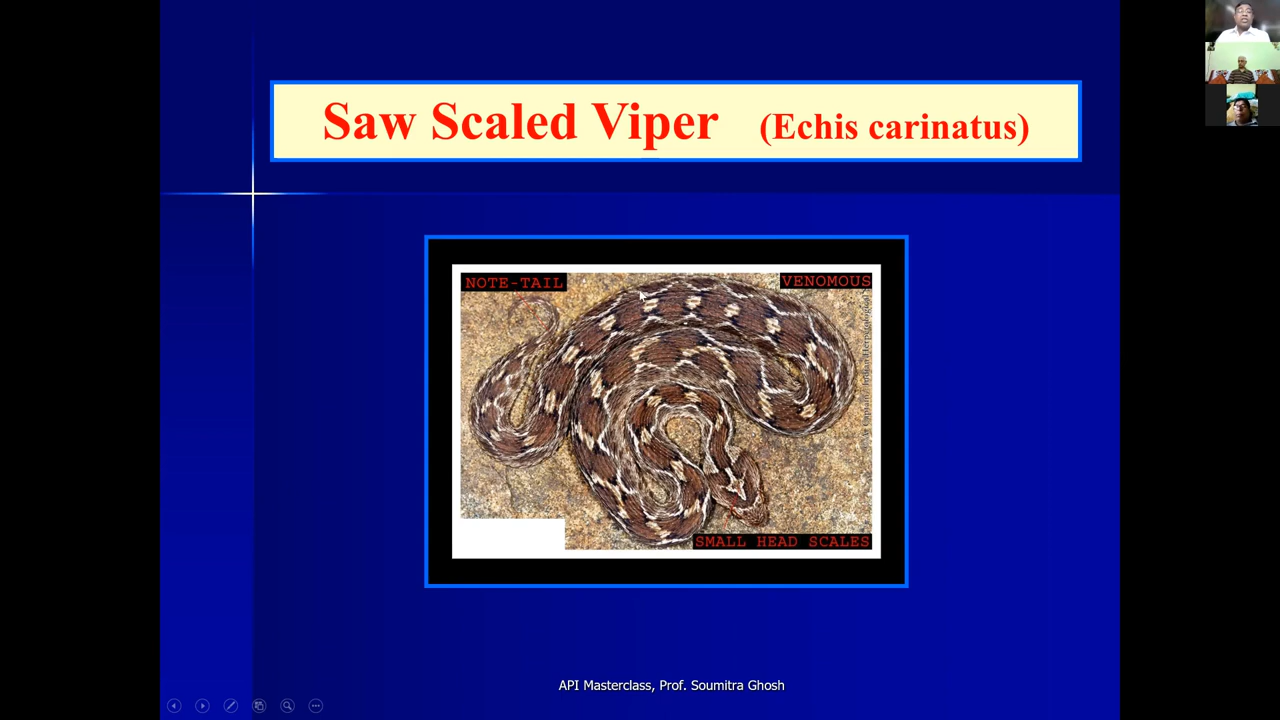 Saw Scaled Viper (Echis carinatus)
NOTE-TAIL
VENOMOUS
SMALL HEAD SCALES
API Masterclass, Prof. Soumitra Ghosh